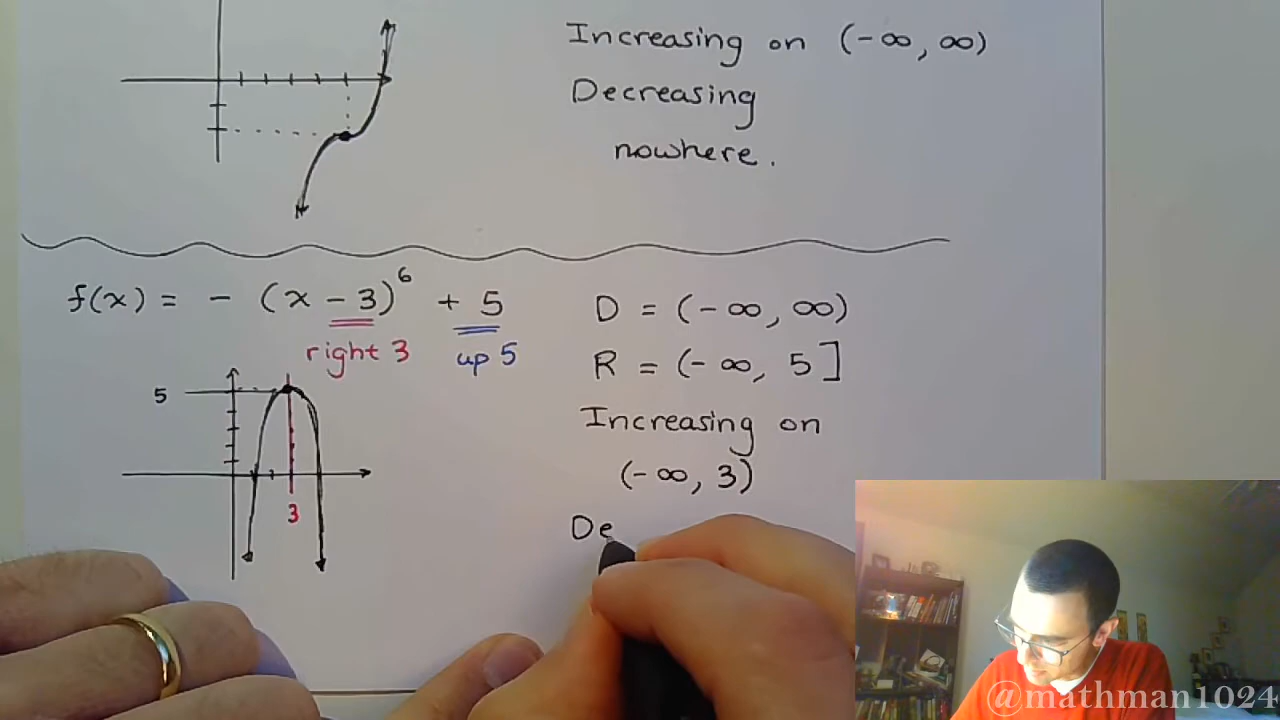 Increasing on (-∞, ∞)
Decreasing
nowhere.
f(x) = - (x - 3)⁶ + 5
right 3
up 5
5
3
D = (-∞, ∞)
R = (-∞, 5]
Increasing on
(-∞, 3)
De
@mathman1024